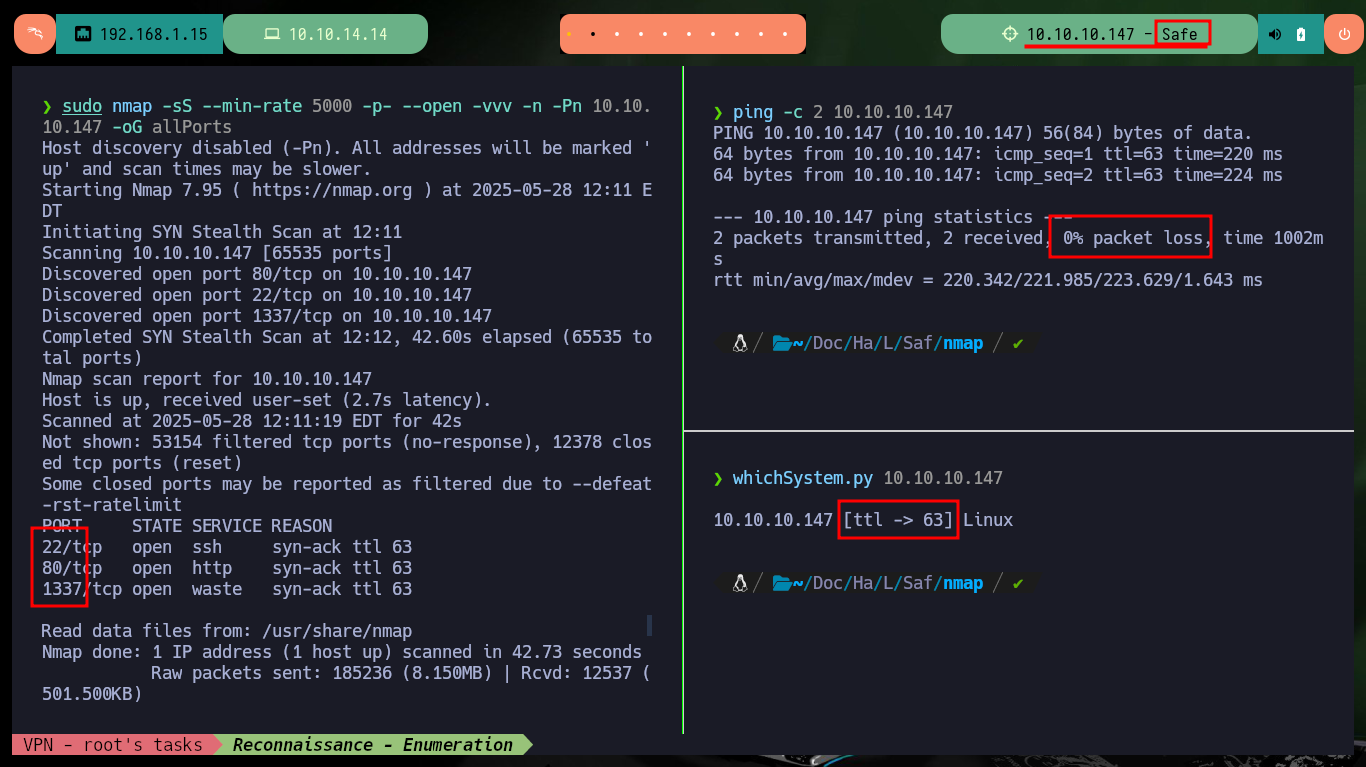 192.168.1.15
10.10.14.14
10.10.10.147 - Safe
❯ sudo nmap -sS --min-rate 5000 -p- --open -vvv -n -Pn 10.10.
10.147 -oG allPorts
Host discovery disabled (-Pn). All addresses will be marked '
up' and scan times may be slower.
Starting Nmap 7.95 ( https://nmap.org ) at 2025-05-28 12:11 E
DT
Initiating SYN Stealth Scan at 12:11
Scanning 10.10.10.147 [65535 ports]
Discovered open port 80/tcp on 10.10.10.147
Discovered open port 22/tcp on 10.10.10.147
Discovered open port 1337/tcp on 10.10.10.147
Completed SYN Stealth Scan at 12:12, 42.60s elapsed (65535 to
tal ports)
Nmap scan report for 10.10.10.147
Host is up, received user-set (2.7s latency).
Scanned at 2025-05-28 12:11:19 EDT for 42s
Not shown: 53154 filtered tcp ports (no-response), 12378 clos
ed tcp ports (reset)
Some closed ports may be reported as filtered due to --defeat
-rst-ratelimit
PORT     STATE SERVICE REASON
22/tcp   open  ssh     syn-ack ttl 63
80/tcp   open  http    syn-ack ttl 63
1337/tcp open  waste   syn-ack ttl 63
Read data files from: /usr/share/nmap
Nmap done: 1 IP address (1 host up) scanned in 42.73 seconds
Raw packets sent: 185236 (8.150MB) | Rcvd: 12537 (
501.500KB)
❯ ping -c 2 10.10.10.147
PING 10.10.10.147 (10.10.10.147) 56(84) bytes of data.
64 bytes from 10.10.10.147: icmp_seq=1 ttl=63 time=220 ms
64 bytes from 10.10.10.147: icmp_seq=2 ttl=63 time=224 ms
--- 10.10.10.147 ping statistics ---
2 packets transmitted, 2 received, 0% packet loss, time 1002m
s
rtt min/avg/max/mdev = 220.342/221.985/223.629/1.643 ms
~/Doc/Ha/L/Saf/nmap / ✔
❯ whichSystem.py 10.10.10.147
10.10.10.147 [ttl -> 63] Linux
~/Doc/Ha/L/Saf/nmap / ✔
VPN - root's tasks
Reconnaissance - Enumeration